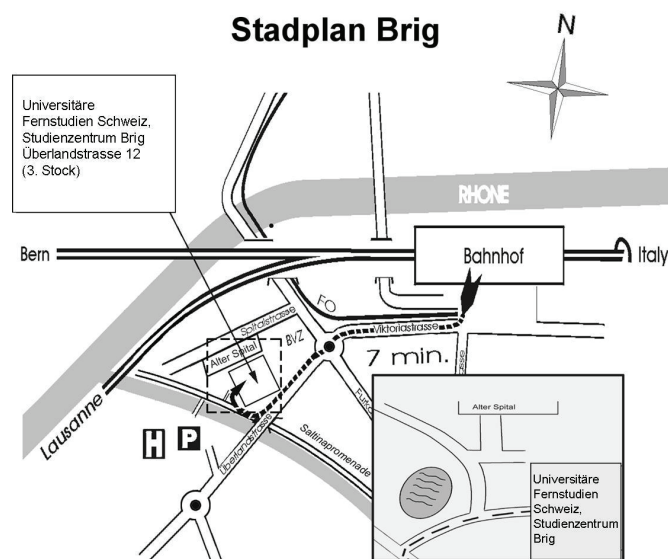 Stadplan Brig
N
Universitäre
Fernstudien Schweiz,
Studienzentrum Brig
Überlandstrasse 12
(3. Stock)
RHONE
Bern
Bahnhof
Italy
FO
Spitalstrasse
Viktoriastrasse
BVZ
Alter Spital
7 min.
Lausanne
H
P
Überlandstrasse
Saltinapromenade
Alter Spital
Universitäre
Fernstudien
Schweiz,
Studienzentrum
Brig